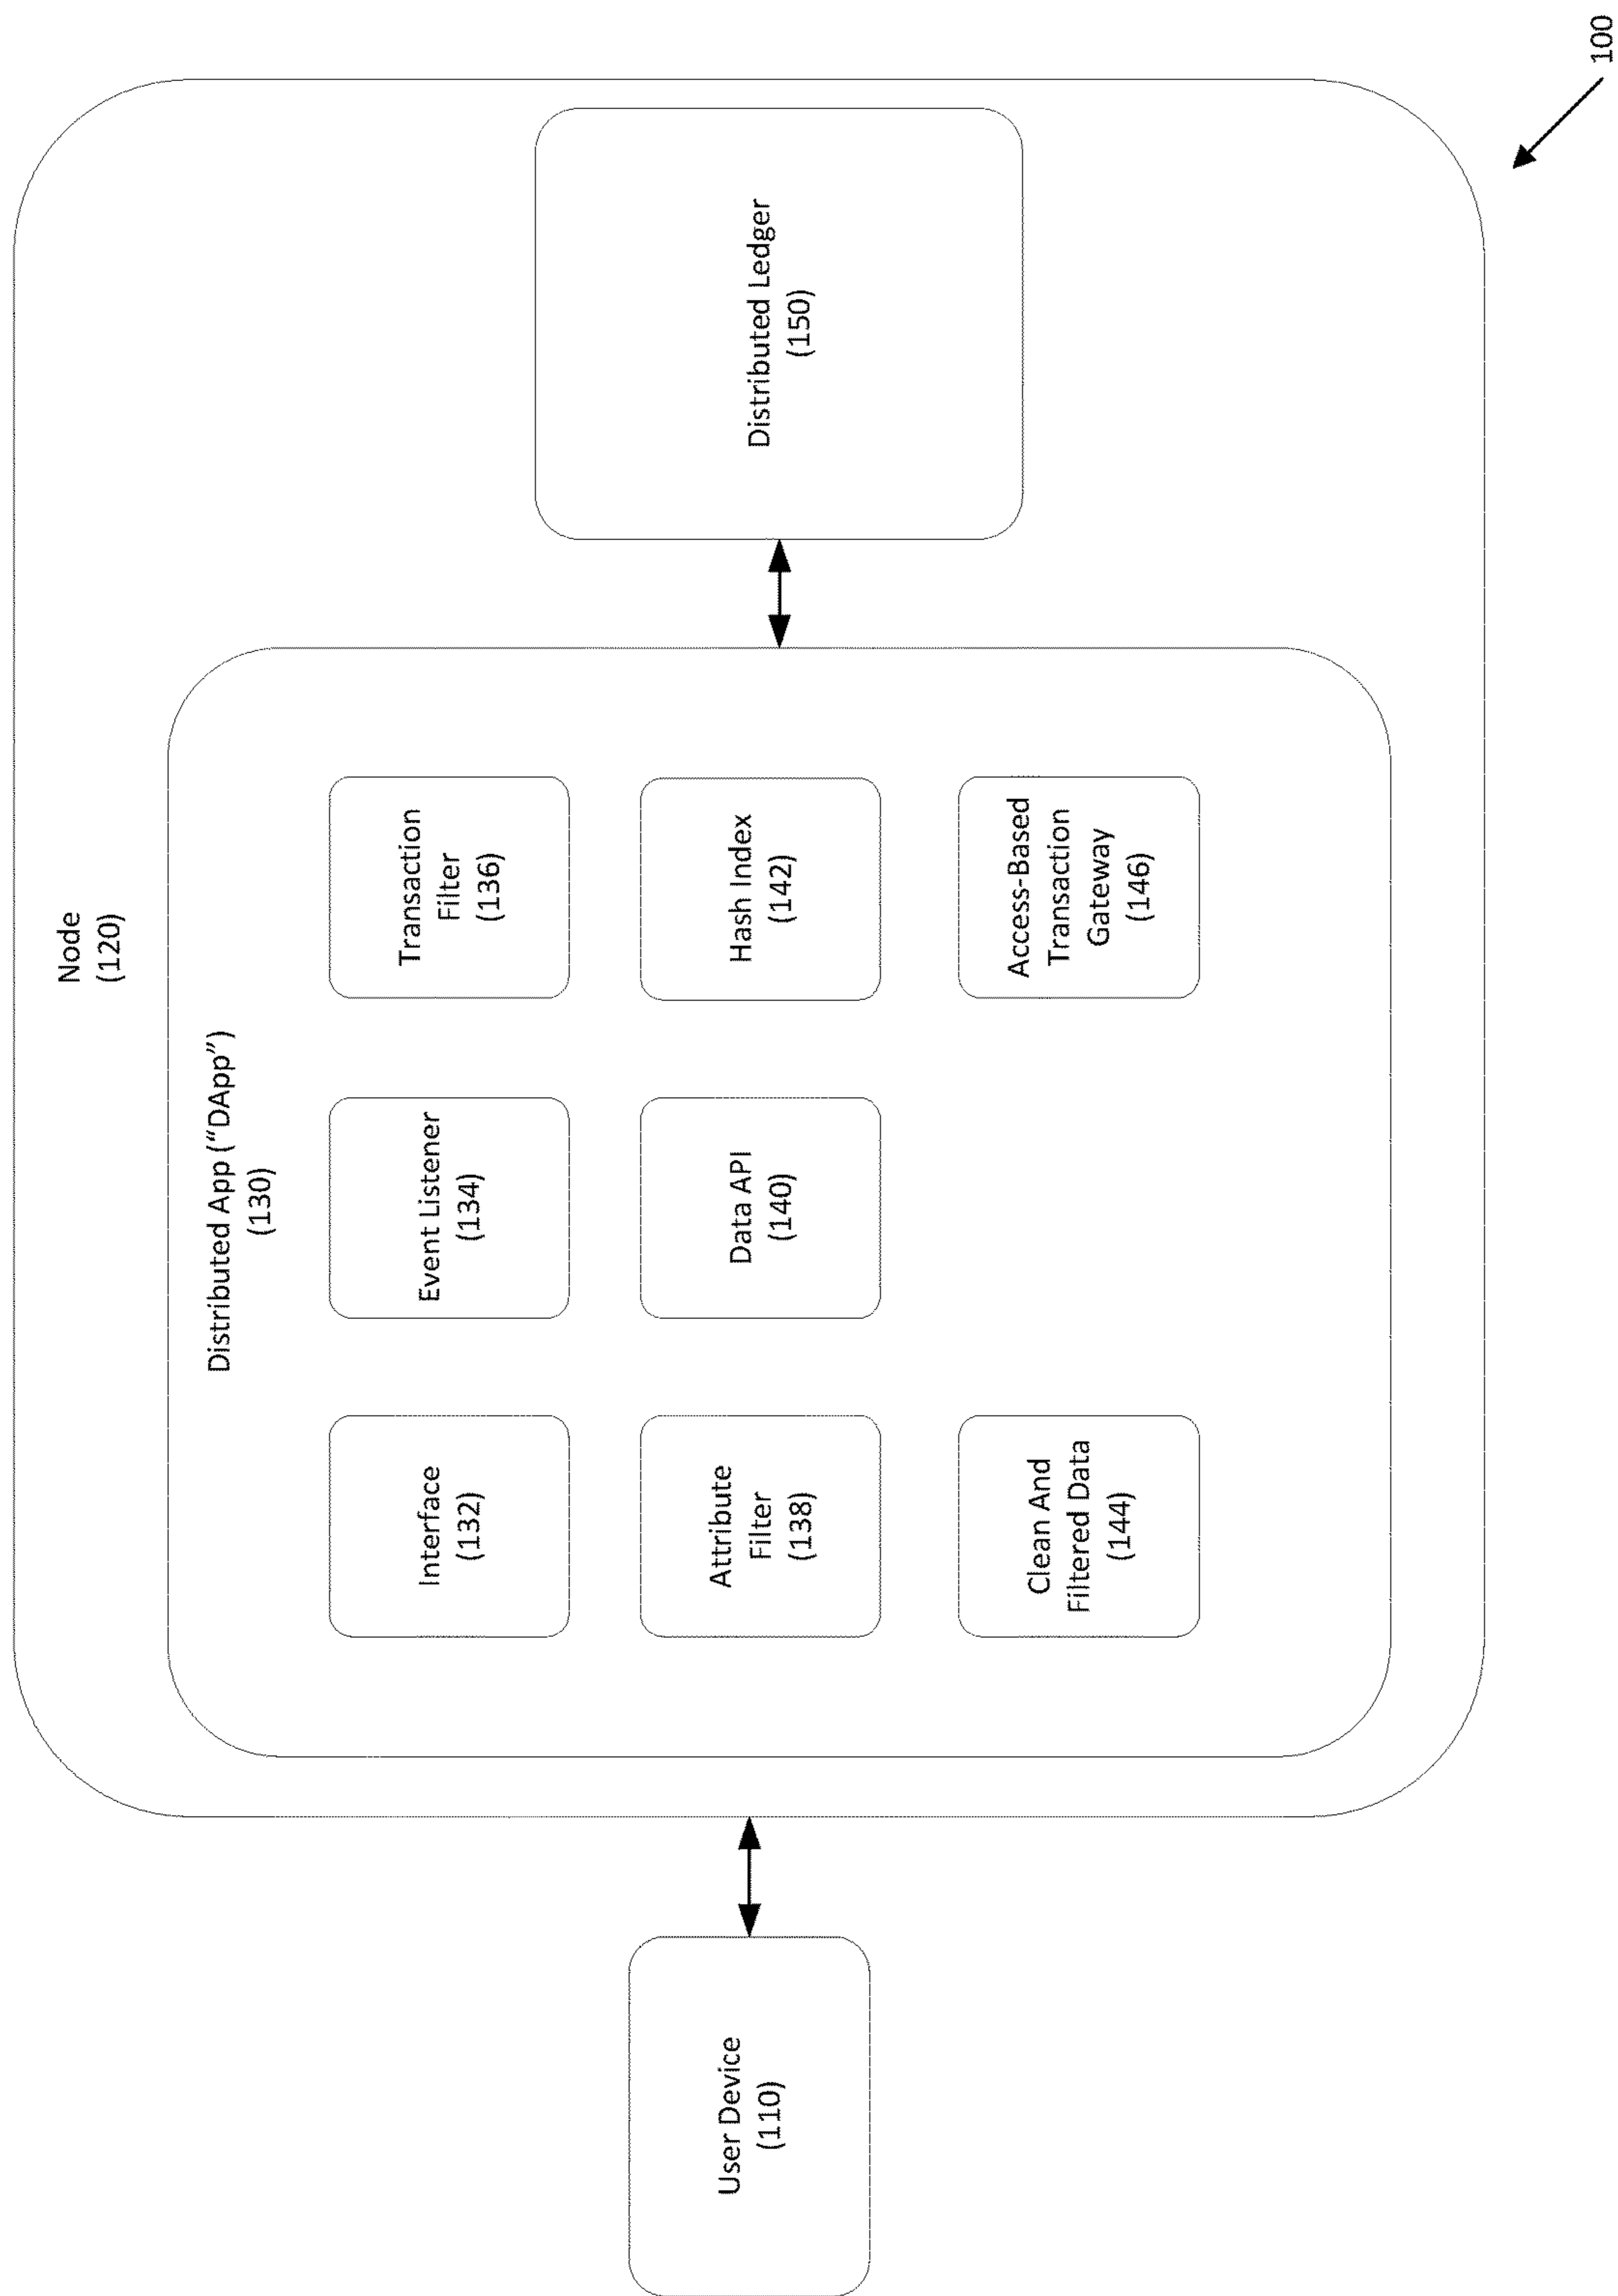 Node
(120)
Distributed App ("DApp")
(130)
Interface
(132)
Event Listener
(134)
Transaction
Filter
(136)
Attribute
Filter
(138)
Data API
(140)
Hash Index
(142)
Clean And
Filtered Data
(144)
Access-Based
Transaction
Gateway
(146)
User Device
(110)
Distributed Ledger
(150)
100